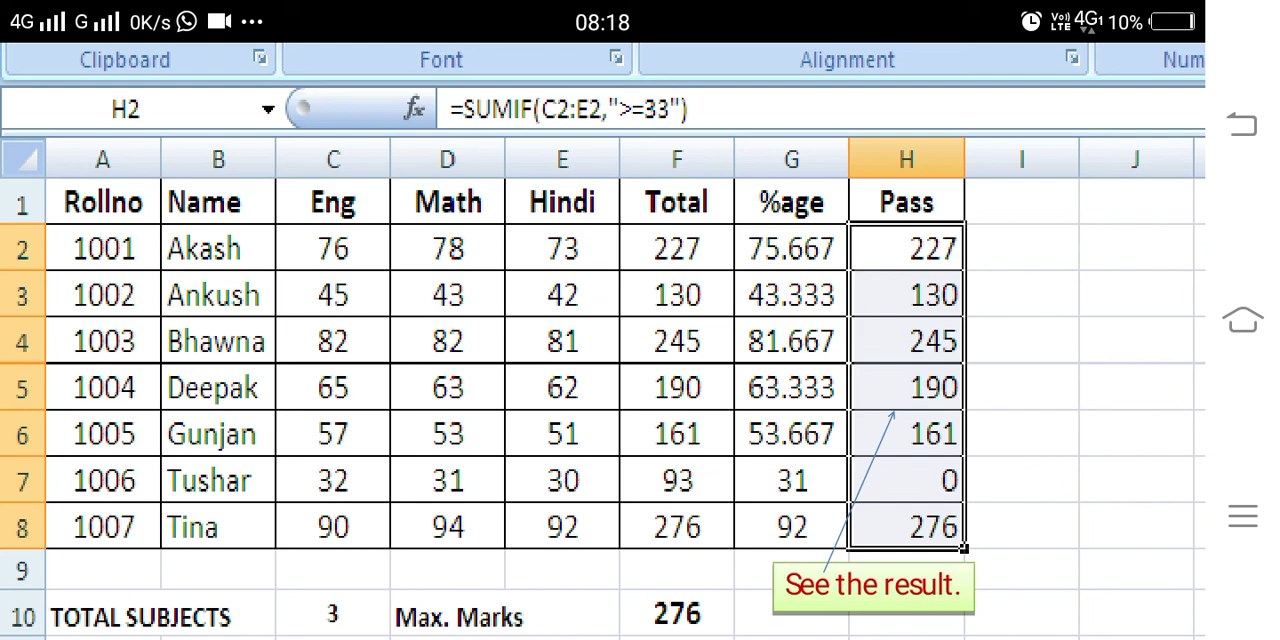 4G G 0K/s 08:18 Vo) LTE 4G1 10%
Clipboard Font Alignment Num
H2 fx =SUMIF(C2:E2,">=33")
A B C D E F G H I J
1 Rollno Name Eng Math Hindi Total %age Pass
2 1001 Akash 76 78 73 227 75.667 227
3 1002 Ankush 45 43 42 130 43.333 130
4 1003 Bhawna 82 82 81 245 81.667 245
5 1004 Deepak 65 63 62 190 63.333 190
6 1005 Gunjan 57 53 51 161 53.667 161
7 1006 Tushar 32 31 30 93 31 0
8 1007 Tina 90 94 92 276 92 276
9
See the result.
10 TOTAL SUBJECTS 3 Max. Marks 276